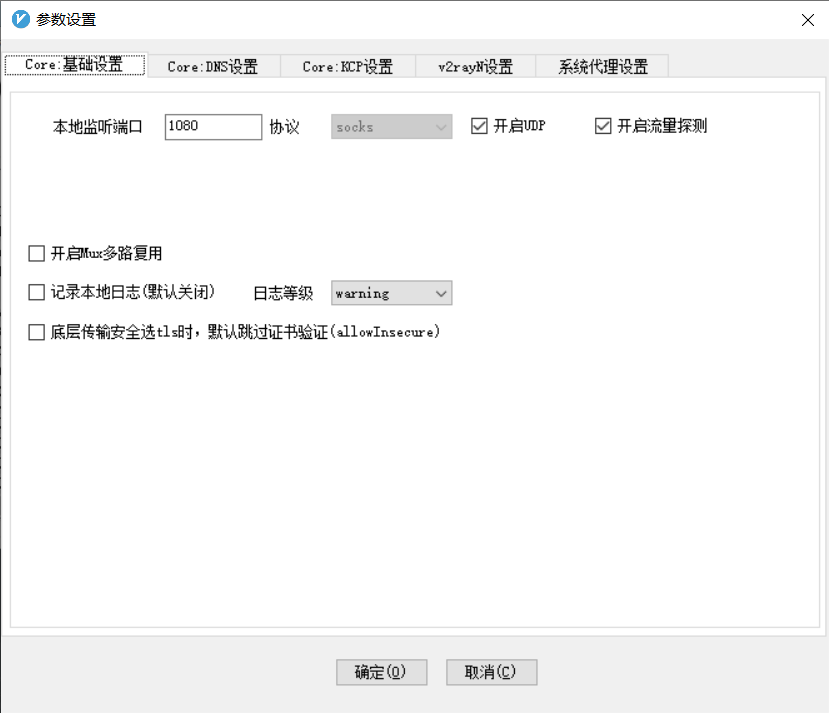 参数设置
Core:基础设置 Core:DNS设置 Core:KCP设置 v2rayN设置 系统代理设置
本地监听端口 1080 协议 socks 开启UDP 开启流量探测
开启Mux多路复用
记录本地日志(默认关闭) 日志等级 warning
底层传输安全选tls时，默认跳过证书验证(allowInsecure)
确定(O) 取消(C)